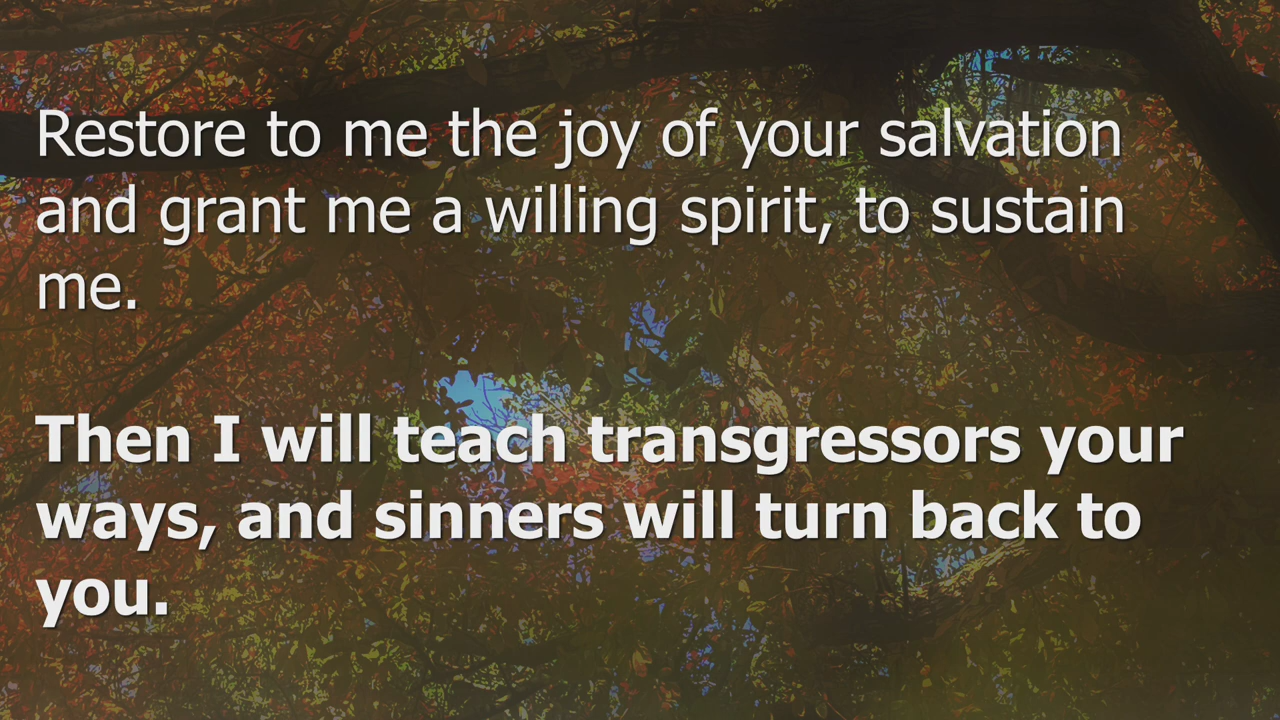 Restore to me the joy of your salvation
and grant me a willing spirit, to sustain
me.
Then I will teach transgressors your
ways, and sinners will turn back to
you.